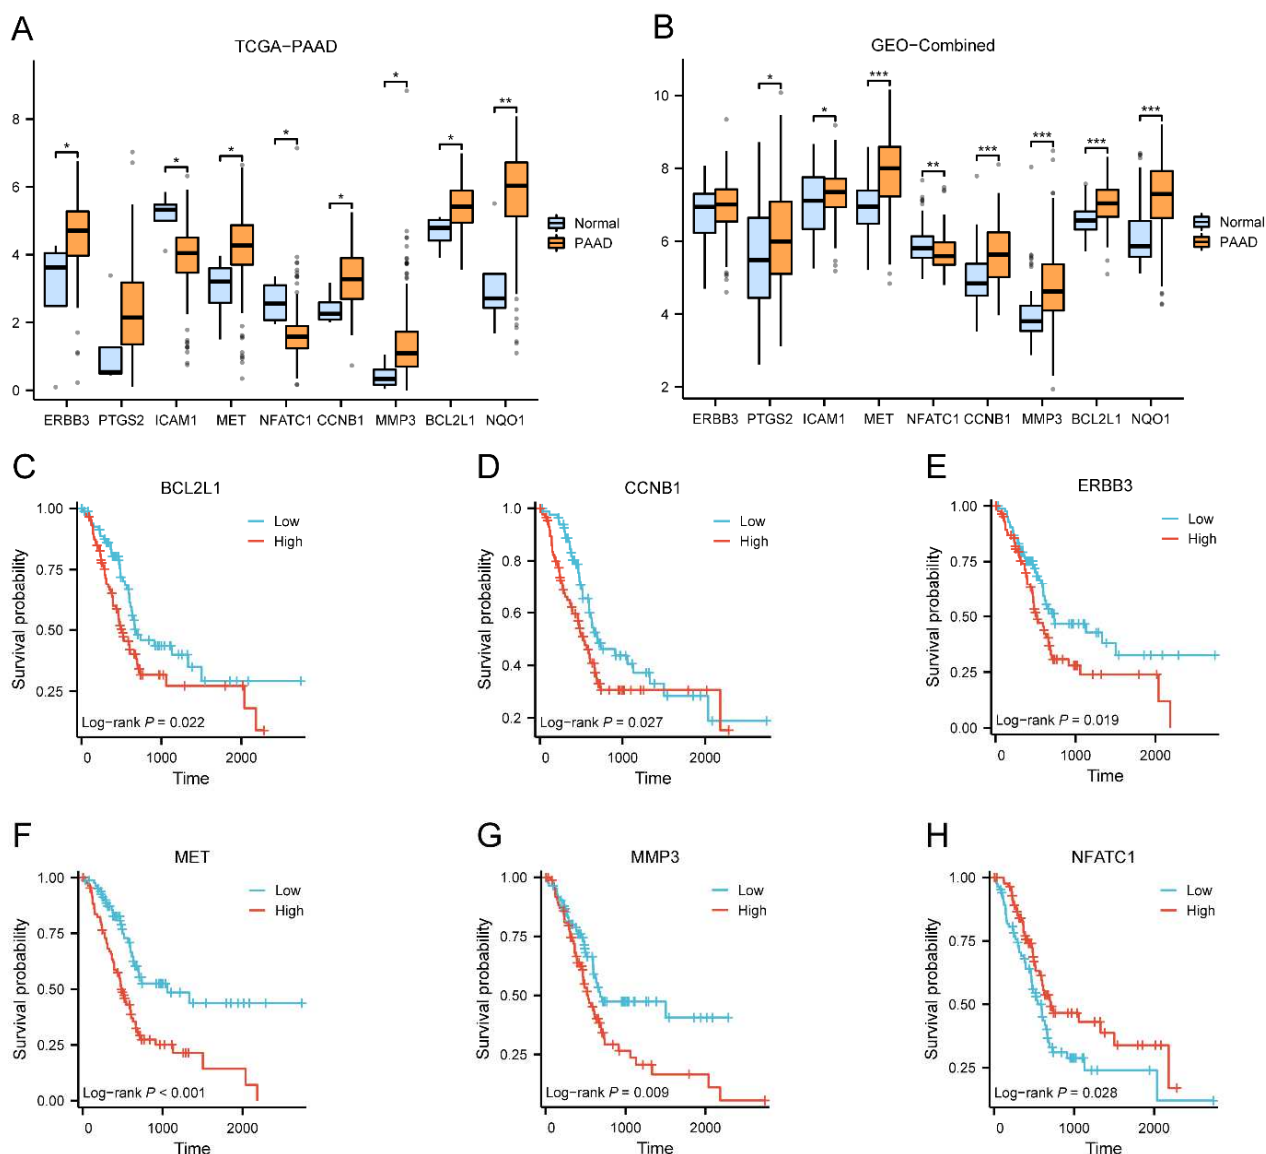 A
TCGA−PAAD
*
*
*
*
*
*
*
**
8
6
4
2
0
Normal
PAAD
ERBB3 PTGS2 ICAM1 MET NFATC1 CCNB1 MMP3 BCL2L1 NQO1
B
GEO−Combined
*
*
***
**
***
***
***
***
10
8
6
4
2
Normal
PAAD
ERBB3 PTGS2 ICAM1 MET NFATC1 CCNB1 MMP3 BCL2L1 NQO1
C
BCL2L1
Survival probability
1.00
0.75
0.50
0.25
Low
High
Log−rank P = 0.022
0 1000 2000
Time
D
CCNB1
Survival probability
1.0
0.8
0.6
0.4
0.2
Low
High
Log−rank P = 0.027
0 1000 2000
Time
E
ERBB3
Survival probability
1.00
0.75
0.50
0.25
0.00
Low
High
Log−rank P = 0.019
0 1000 2000
Time
F
MET
Survival probability
1.00
0.75
0.50
0.25
0.00
Low
High
Log−rank P < 0.001
0 1000 2000
Time
G
MMP3
Survival probability
1.00
0.75
0.50
0.25
Low
High
Log−rank P = 0.009
0 1000 2000
Time
H
NFATC1
Survival probability
1.00
0.75
0.50
0.25
Low
High
Log−rank P = 0.028
0 1000 2000
Time